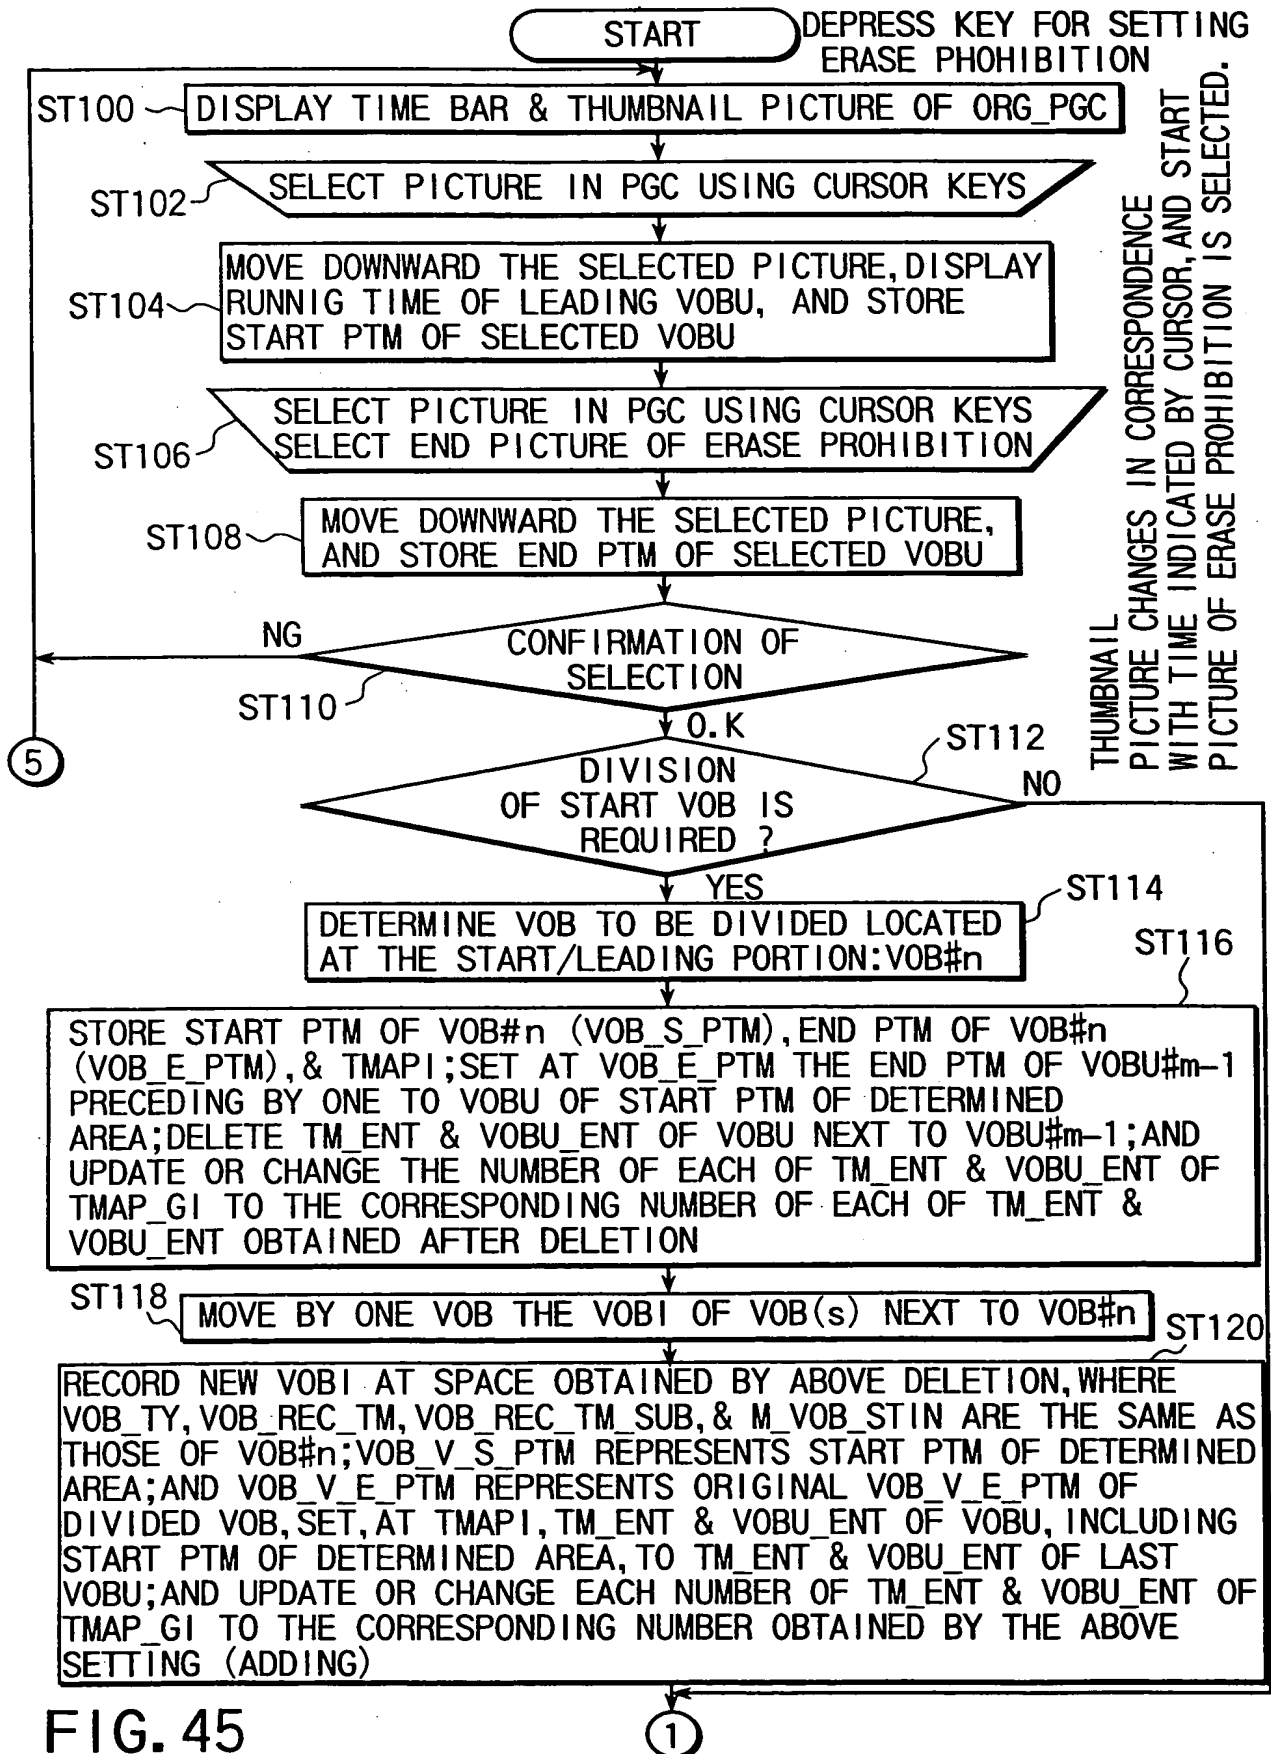 START
DEPRESS KEY FOR SETTING
ERASE PHOHIBITION
ST100
DISPLAY TIME BAR & THUMBNAIL PICTURE OF ORG_PGC
ST102
SELECT PICTURE IN PGC USING CURSOR KEYS
THUMBNAIL
PICTURE CHANGES IN CORRESPONDENCE
WITH TIME INDICATED BY CURSOR, AND START
PICTURE OF ERASE PROHIBITION IS SELECTED.
ST104
MOVE DOWNWARD THE SELECTED PICTURE, DISPLAY
RUNNIG TIME OF LEADING VOBU, AND STORE
START PTM OF SELECTED VOBU
ST106
SELECT PICTURE IN PGC USING CURSOR KEYS
SELECT END PICTURE OF ERASE PROHIBITION
ST108
MOVE DOWNWARD THE SELECTED PICTURE,
AND STORE END PTM OF SELECTED VOBU
NG
CONFIRMATION OF
SELECTION
ST110
O.K
5
ST112
DIVISION
OF START VOB IS
REQUIRED ?
NO
YES
ST114
DETERMINE VOB TO BE DIVIDED LOCATED
AT THE START/LEADING PORTION:VOB#n
ST116
STORE START PTM OF VOB#n (VOB_S_PTM), END PTM OF VOB#n
(VOB_E_PTM), & TMAPI;SET AT VOB_E_PTM THE END PTM OF VOBU#m-1
PRECEDING BY ONE TO VOBU OF START PTM OF DETERMINED
AREA;DELETE TM_ENT & VOBU_ENT OF VOBU NEXT TO VOBU#m-1;AND
UPDATE OR CHANGE THE NUMBER OF EACH OF TM_ENT & VOBU_ENT OF
TMAP_GI TO THE CORRESPONDING NUMBER OF EACH OF TM_ENT &
VOBU_ENT OBTAINED AFTER DELETION
ST118
MOVE BY ONE VOB THE VOBI OF VOB(s) NEXT TO VOB#n
ST120
RECORD NEW VOBI AT SPACE OBTAINED BY ABOVE DELETION, WHERE
VOB_TY, VOB_REC_TM, VOB_REC_TM_SUB, & M_VOB_STIN ARE THE SAME AS
THOSE OF VOB#n;VOB_V_S_PTM REPRESENTS START PTM OF DETERMINED
AREA;AND VOB_V_E_PTM REPRESENTS ORIGINAL VOB_V_E_PTM OF
DIVIDED VOB, SET, AT TMAPI, TM_ENT & VOBU_ENT OF VOBU, INCLUDING
START PTM OF DETERMINED AREA, TO TM_ENT & VOBU_ENT OF LAST
VOBU;AND UPDATE OR CHANGE EACH NUMBER OF TM_ENT & VOBU_ENT OF
TMAP_GI TO THE CORRESPONDING NUMBER OBTAINED BY THE ABOVE
SETTING (ADDING)
FIG. 45
1